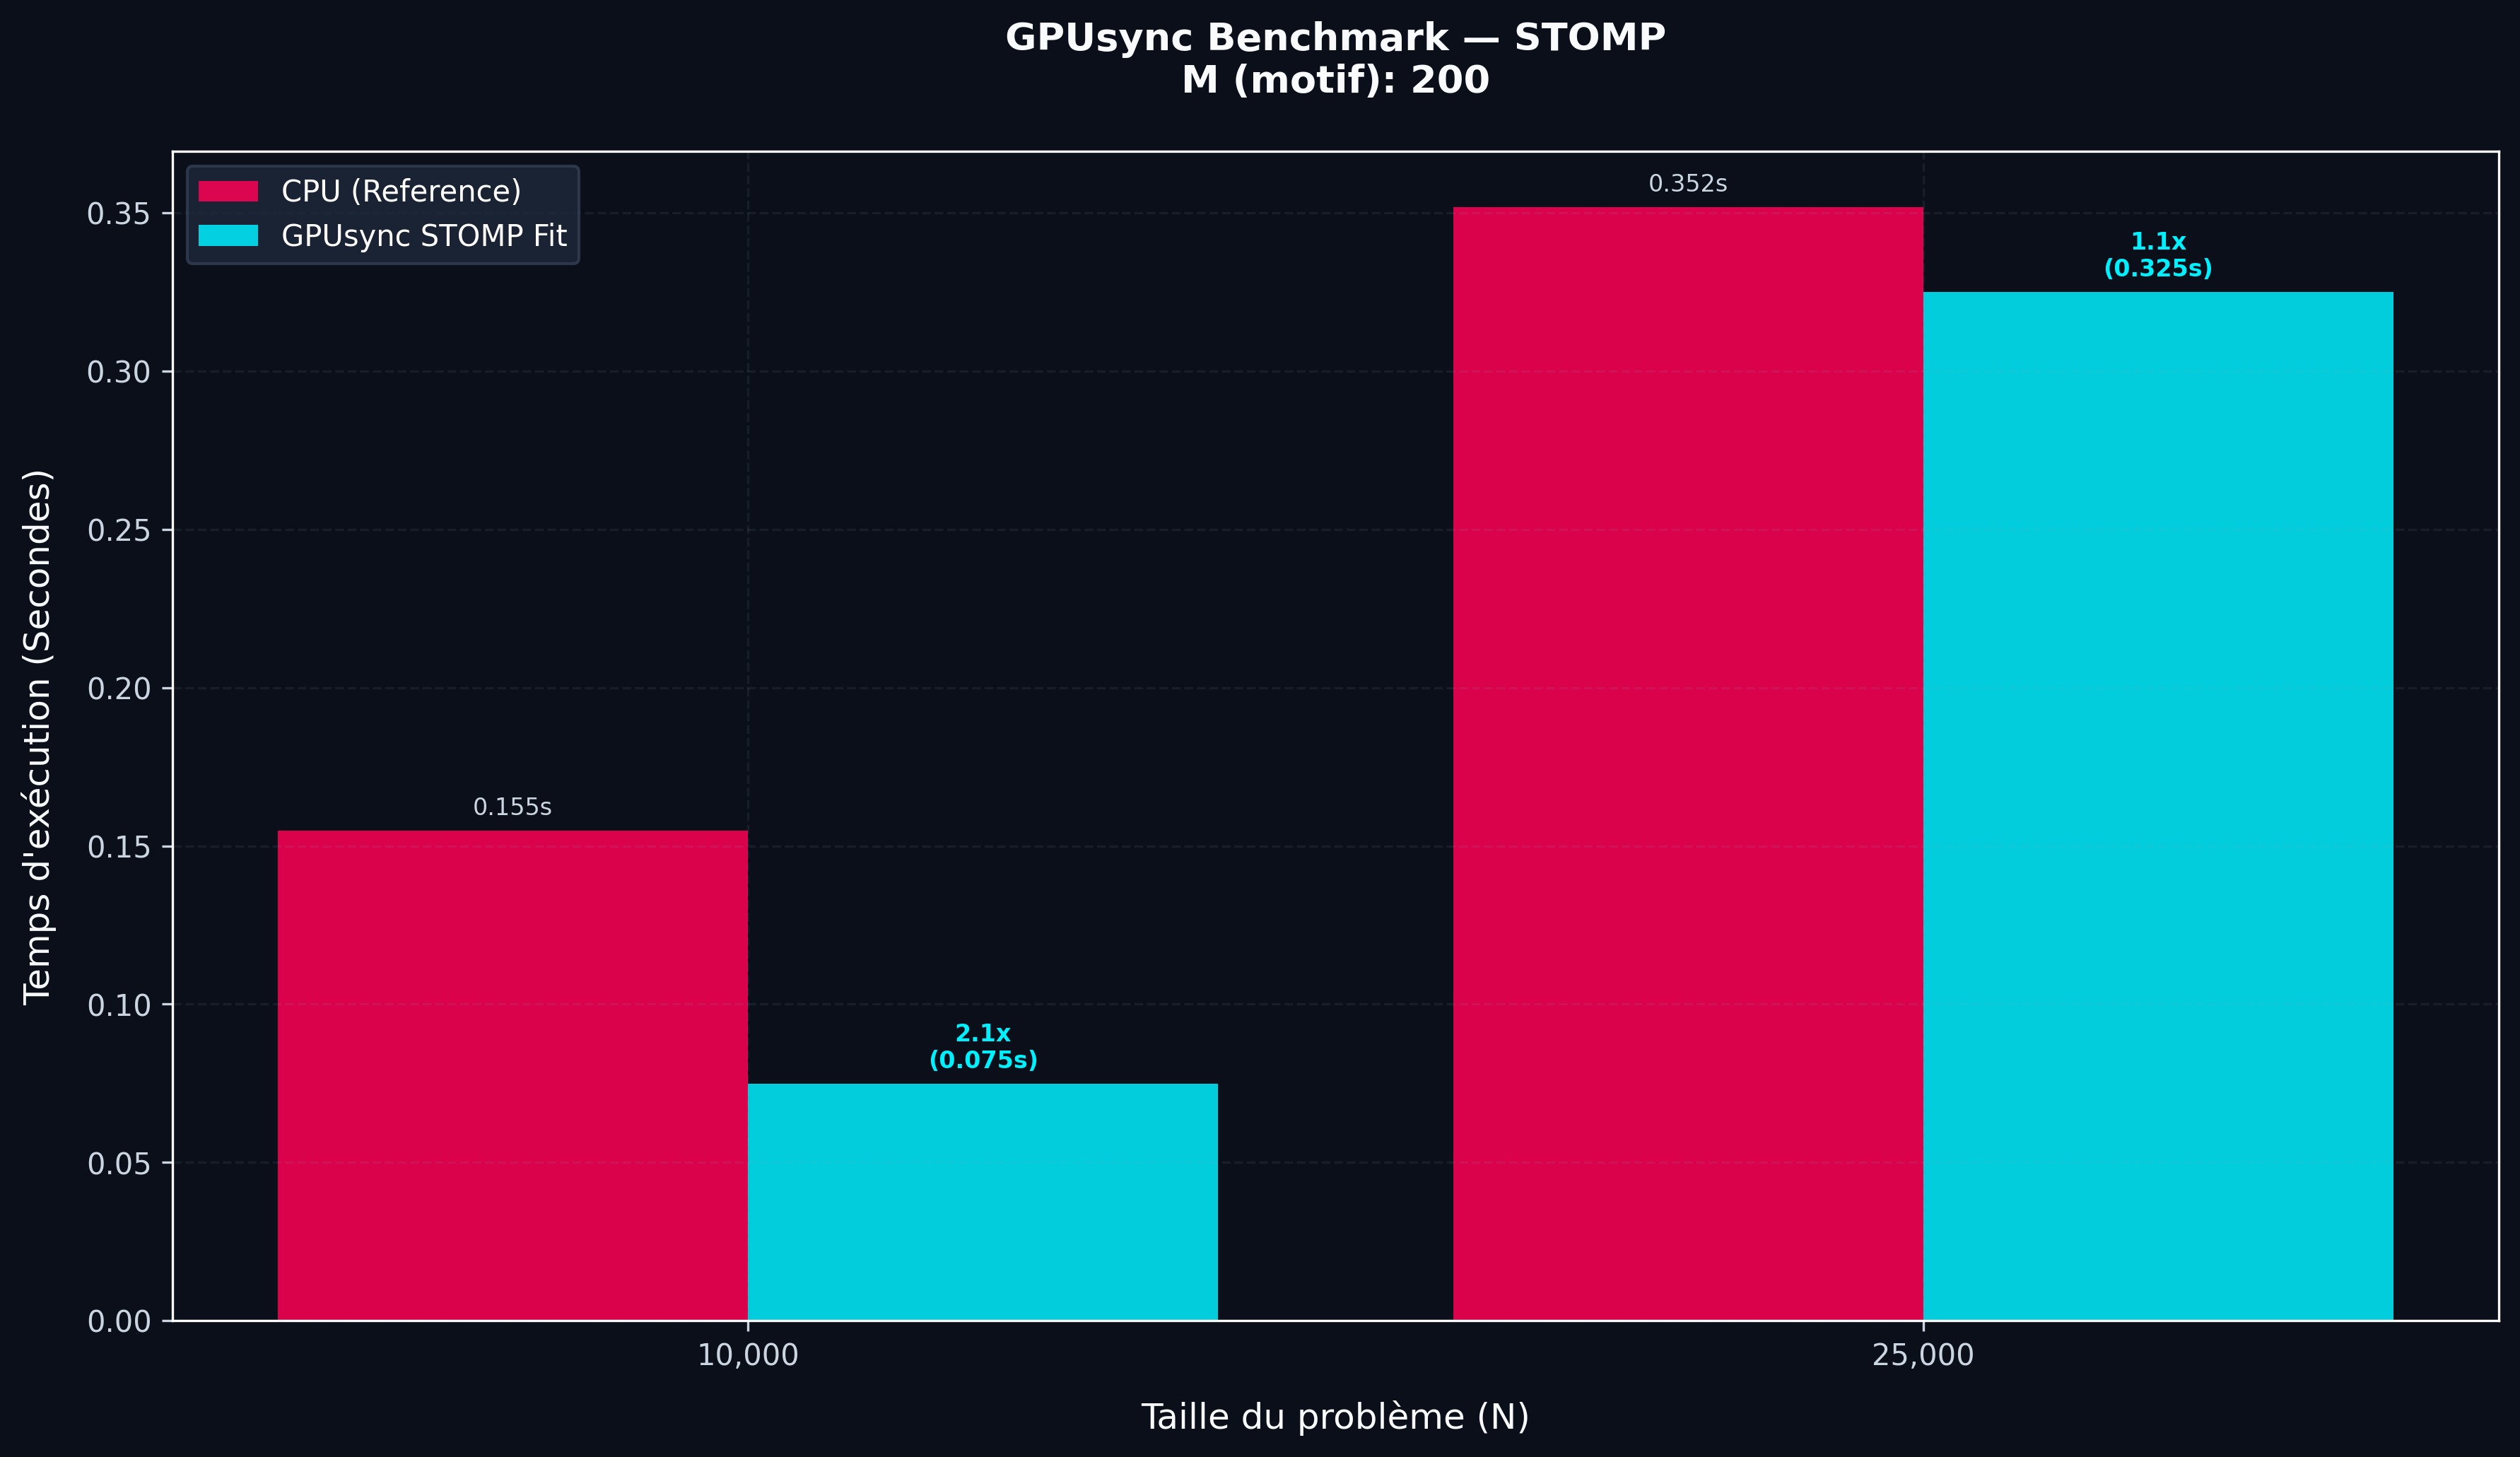 GPUsync Benchmark — STOMP
M (motif): 200
CPU (Reference)
GPUsync STOMP Fit
Temps d'exécution (Secondes)
0.35
0.30
0.25
0.20
0.15
0.10
0.05
0.00
0.155s
2.1x
(0.075s)
0.352s
1.1x
(0.325s)
10,000
25,000
Taille du problème (N)